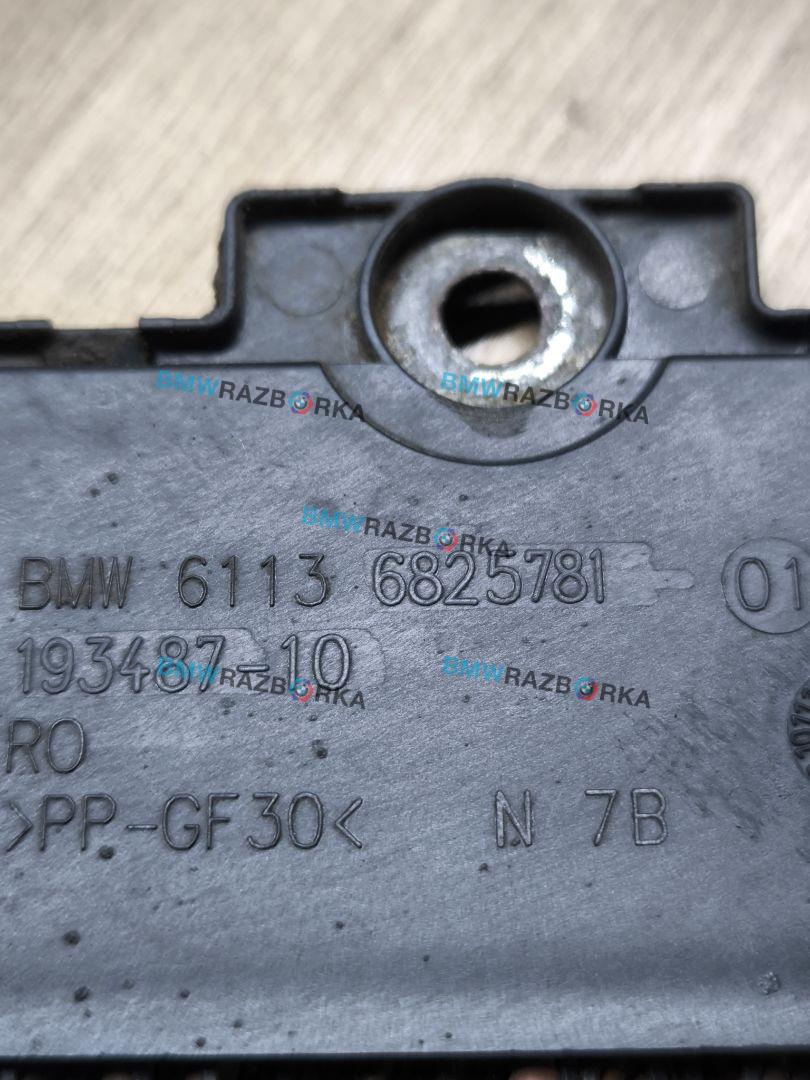 BMWRAZBORKA BMWRAZBORKA
BMWRAZBORKA
BMW 6113 6825781 01
193487-10
BMWRAZBORKA BMWRAZBORKA
RO
>PP-GF30< N 7B